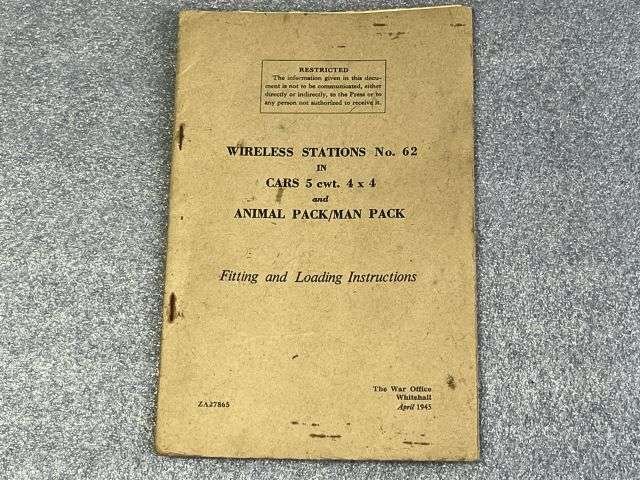 RESTRICTED
The information given in this docu-
ment is not to be communicated, either
directly or indirectly, to the Press or to
any person not authorized to receive it.
WIRELESS STATIONS No. 62
IN
CARS 5 cwt. 4 x 4
and
ANIMAL PACK/MAN PACK
Fitting and Loading Instructions
The War Office
Whitehall
April 1945
ZA27865